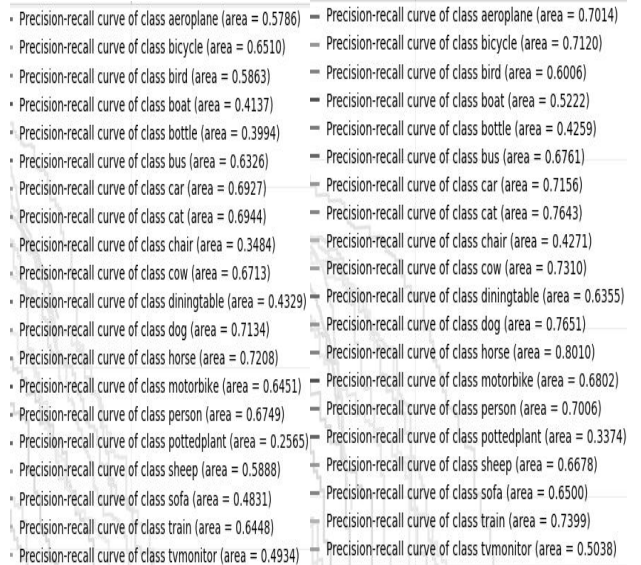 Precision-recall curve of class aeroplane (area = 0.5786)
Precision-recall curve of class bicycle (area = 0.6510)
Precision-recall curve of class bird (area = 0.5863)
Precision-recall curve of class boat (area = 0.4137)
Precision-recall curve of class bottle (area = 0.3994)
Precision-recall curve of class bus (area = 0.6326)
Precision-recall curve of class car (area = 0.6927)
Precision-recall curve of class cat (area = 0.6944)
Precision-recall curve of class chair (area = 0.3484)
Precision-recall curve of class cow (area = 0.6713)
Precision-recall curve of class diningtable (area = 0.4329)
Precision-recall curve of class dog (area = 0.7134)
Precision-recall curve of class horse (area = 0.7208)
Precision-recall curve of class motorbike (area = 0.6451)
Precision-recall curve of class person (area = 0.6749)
Precision-recall curve of class pottedplant (area = 0.2565)
Precision-recall curve of class sheep (area = 0.5888)
Precision-recall curve of class sofa (area = 0.4831)
Precision-recall curve of class train (area = 0.6448)
Precision-recall curve of class tvmonitor (area = 0.4934)
Precision-recall curve of class aeroplane (area = 0.7014)
Precision-recall curve of class bicycle (area = 0.7120)
Precision-recall curve of class bird (area = 0.6006)
Precision-recall curve of class boat (area = 0.5222)
Precision-recall curve of class bottle (area = 0.4259)
Precision-recall curve of class bus (area = 0.6761)
Precision-recall curve of class car (area = 0.7156)
Precision-recall curve of class cat (area = 0.7643)
Precision-recall curve of class chair (area = 0.4271)
Precision-recall curve of class cow (area = 0.7310)
Precision-recall curve of class diningtable (area = 0.6355)
Precision-recall curve of class dog (area = 0.7651)
Precision-recall curve of class horse (area = 0.8010)
Precision-recall curve of class motorbike (area = 0.6802)
Precision-recall curve of class person (area = 0.7006)
Precision-recall curve of class pottedplant (area = 0.3374)
Precision-recall curve of class sheep (area = 0.6678)
Precision-recall curve of class sofa (area = 0.6500)
Precision-recall curve of class train (area = 0.7399)
Precision-recall curve of class tvmonitor (area = 0.5038)